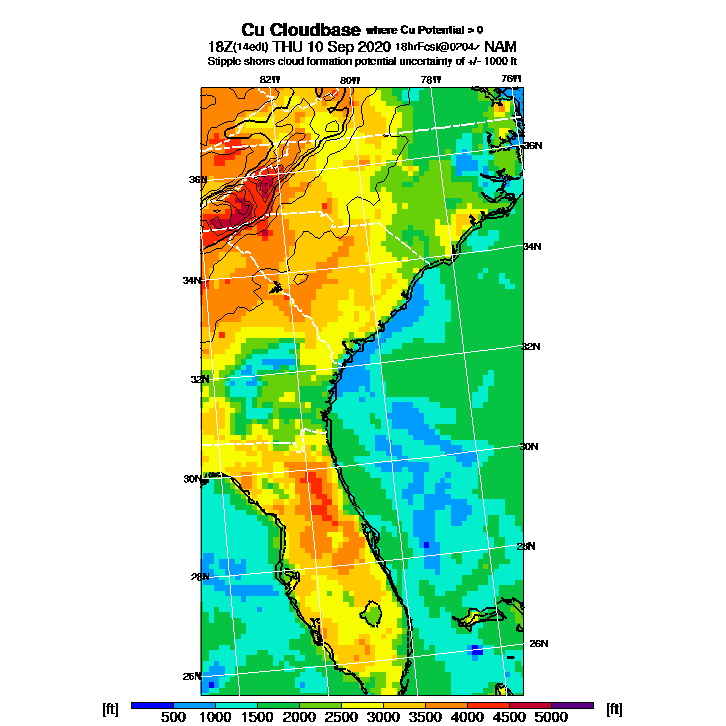 Cu Cloudbase where Cu Potential > 0
18Z(14edt) THU 10 Sep 2020 18hrFcst@0204z NAM
Stipple shows cloud formation potential uncertainty of +/- 1000 ft
82W 80W 78W 76W
36N 36N
34N 34N
32N 32N
30N 30N
28N 28N
26N 26N
[ft] 500 1000 1500 2000 2500 3000 3500 4000 4500 5000 [ft]